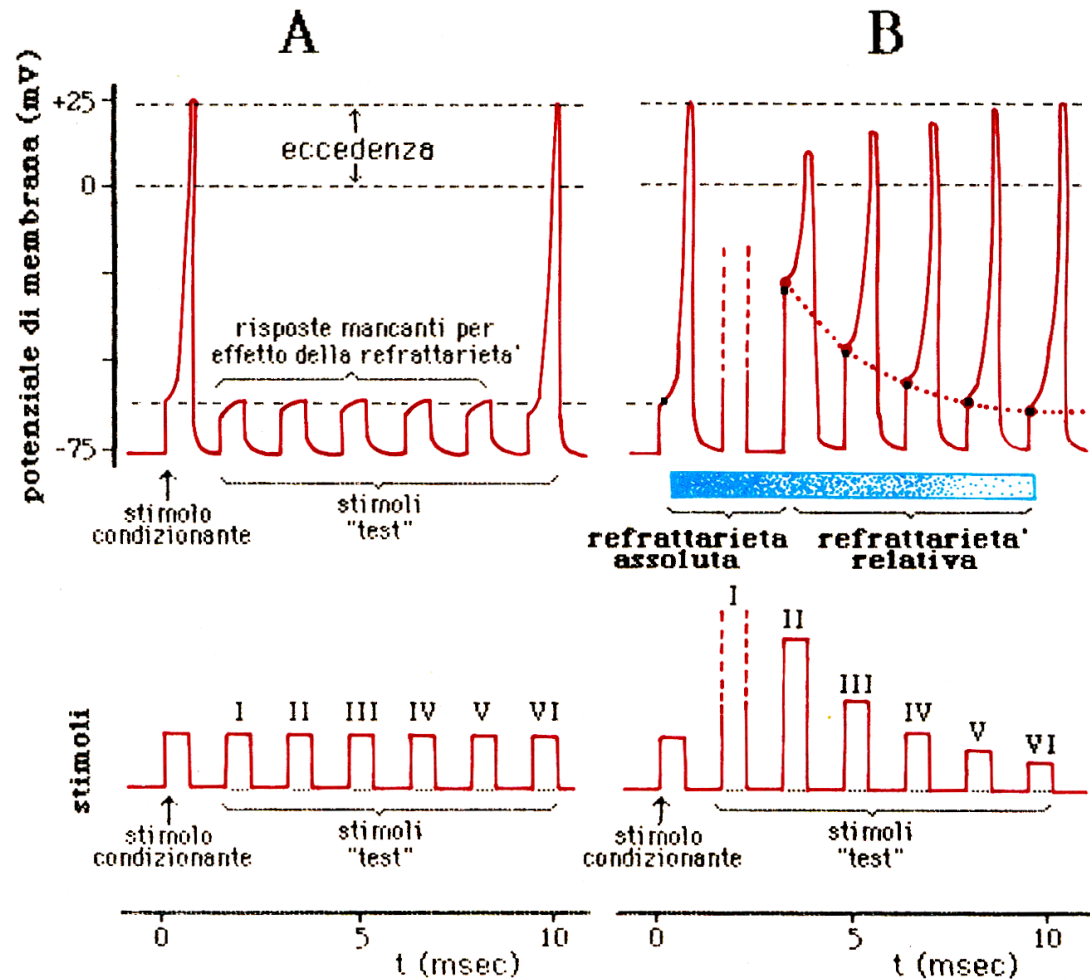 A
B
potenziale di membrana (mV)
+25
0
-75
eccedenza
risposte mancanti per
effetto della refrattarieta'
stimolo
condizionante
stimoli
"test"
refrattarieta
assoluta
refrattarieta'
relativa
stimoli
I
II
III
IV
V
VI
stimolo
condizionante
stimoli
"test"
I
II
III
IV
V
VI
stimolo
condizionante
stimoli
"test"
0
5
10
t (msec)
0
5
10
t (msec)